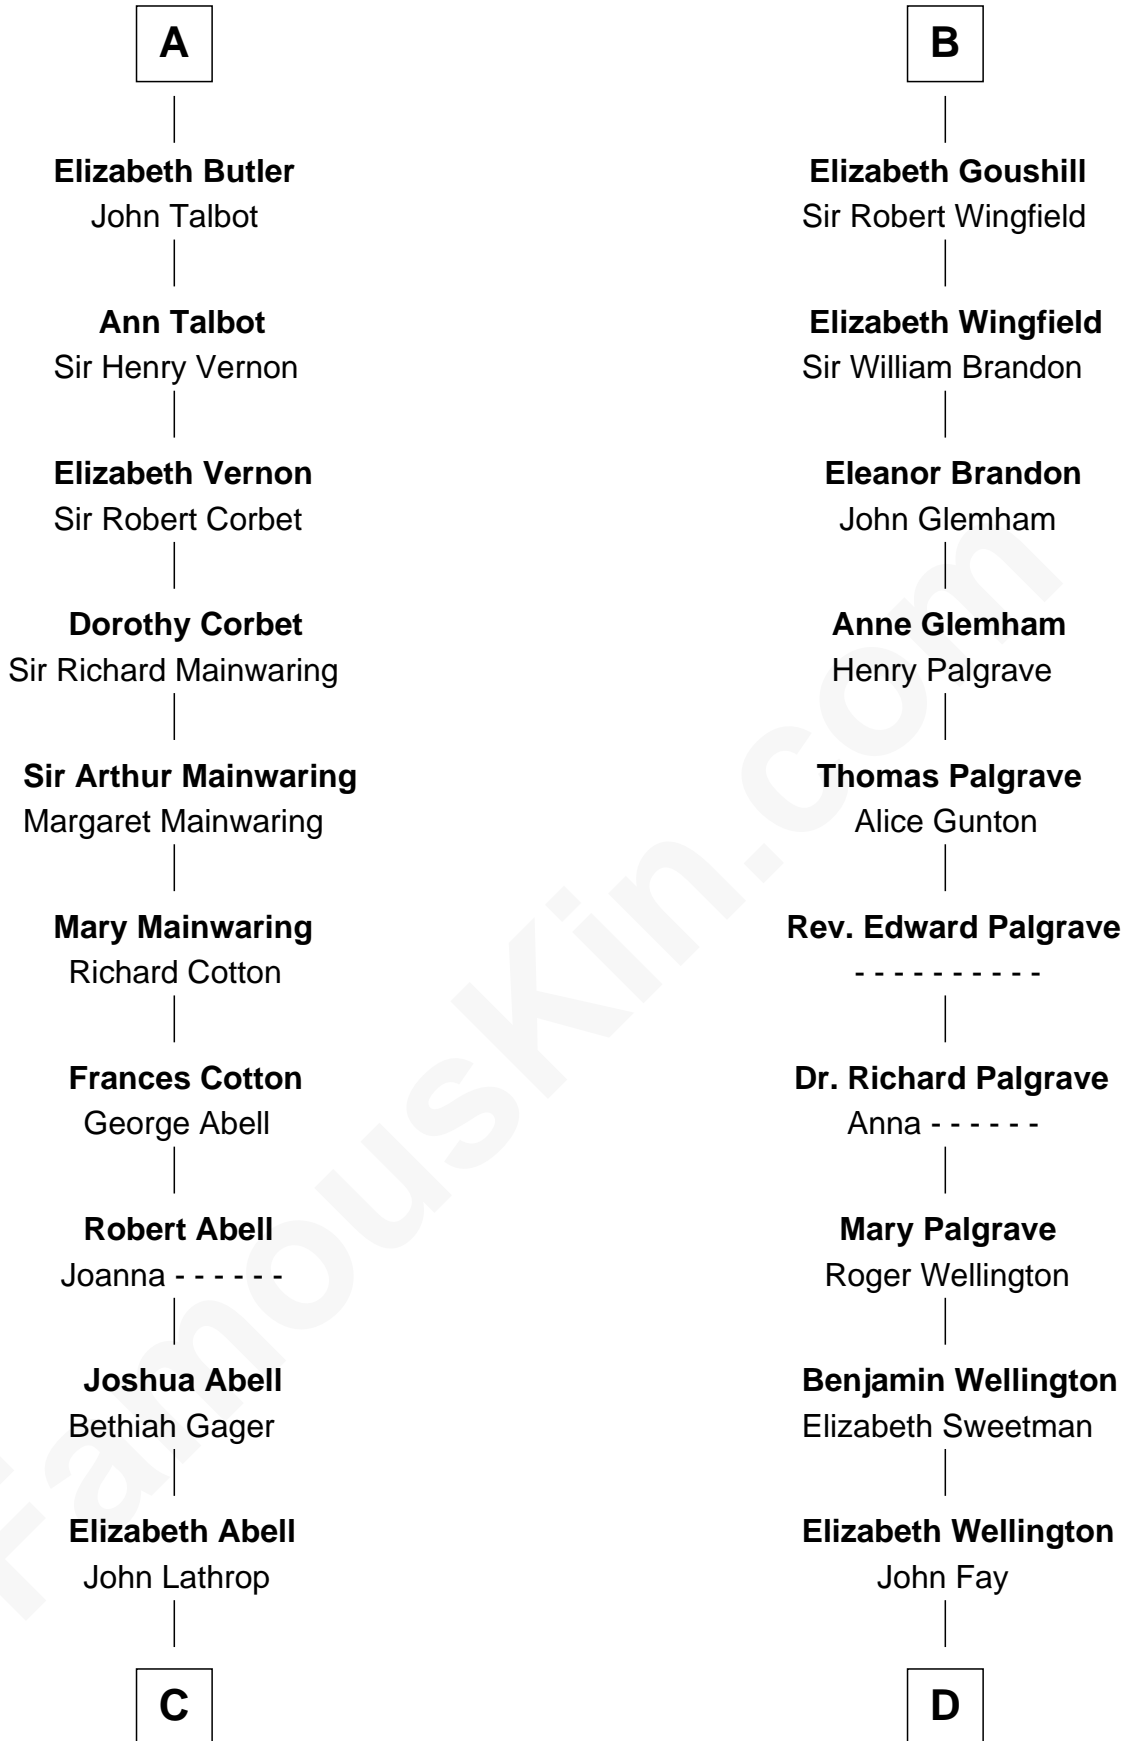 A
Elizabeth Butler
John Talbot
Ann Talbot
Sir Henry Vernon
Elizabeth Vernon
Sir Robert Corbet
Dorothy Corbet
Sir Richard Mainwaring
Sir Arthur Mainwaring
Margaret Mainwaring
Mary Mainwaring
Richard Cotton
Frances Cotton
George Abell
Robert Abell
Joanna - - - - - -
Joshua Abell
Bethiah Gager
Elizabeth Abell
John Lathrop
C
B
Elizabeth Goushill
Sir Robert Wingfield
Elizabeth Wingfield
Sir William Brandon
Eleanor Brandon
John Glemham
Anne Glemham
Henry Palgrave
Thomas Palgrave
Alice Gunton
Rev. Edward Palgrave
- - - - - - - - - -
Dr. Richard Palgrave
Anna - - - - - -
Mary Palgrave
Roger Wellington
Benjamin Wellington
Elizabeth Sweetman
Elizabeth Wellington
John Fay
D
FamousKin.com